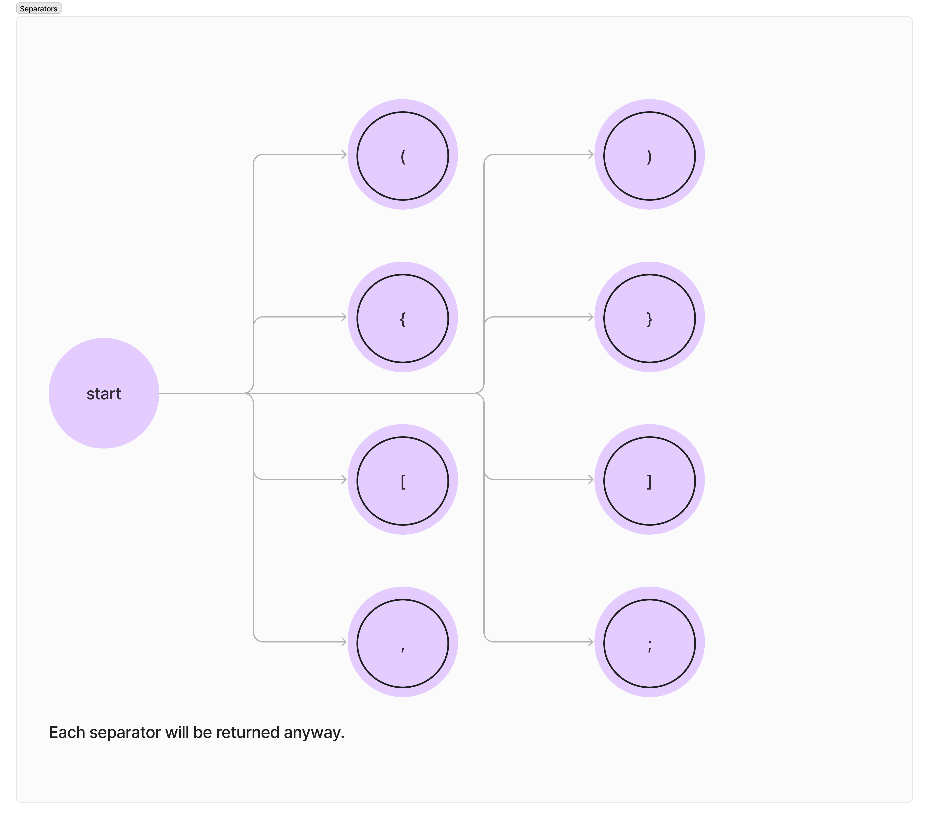 Separators
( )
{ }
start
[ ]
, ;
Each separator will be returned anyway.